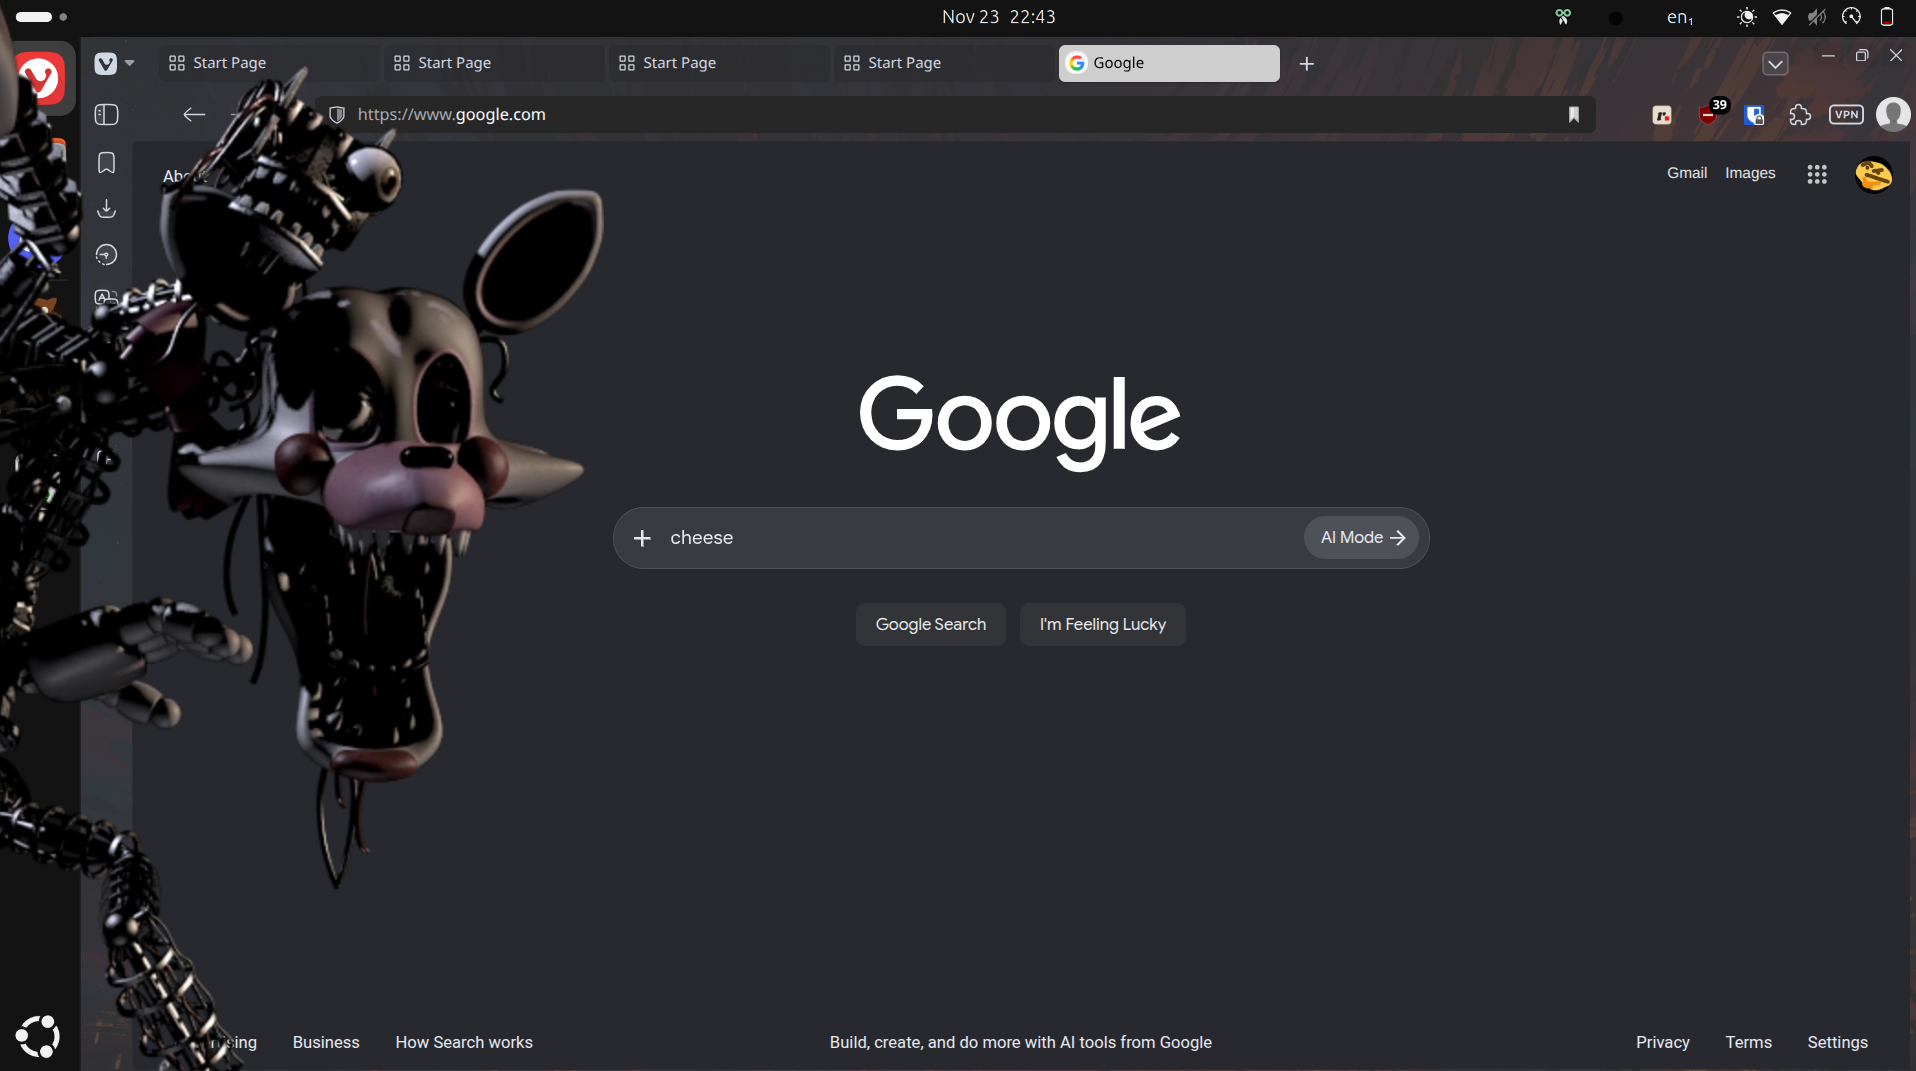 Nov 23 22:43
en₁
Start Page
Start Page
Start Page
Start Page
Google
https://www.google.com
39
VPN
Gmail
Images
Google
cheese
AI Mode
Google Search
I'm Feeling Lucky
Business
How Search works
Build, create, and do more with AI tools from Google
Privacy
Terms
Settings